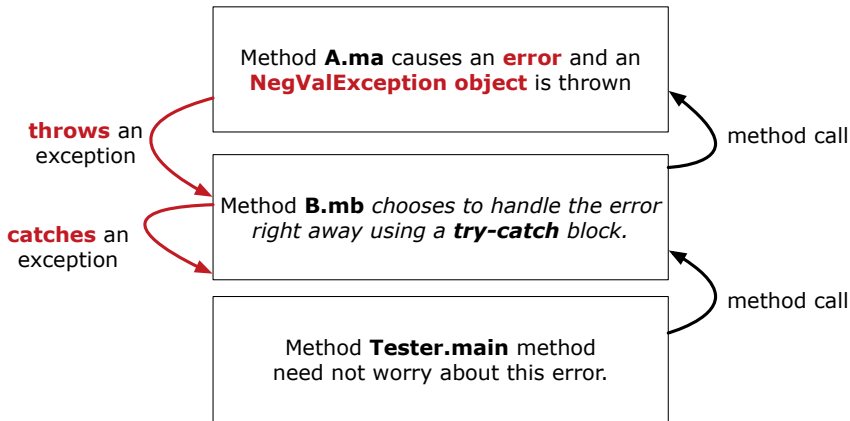 Method A.ma causes an error and an
NegValException object is thrown
throws an
exception
method call
Method B.mb chooses to handle the error
right away using a try-catch block.
catches an
exception
method call
Method Tester.main method
need not worry about this error.